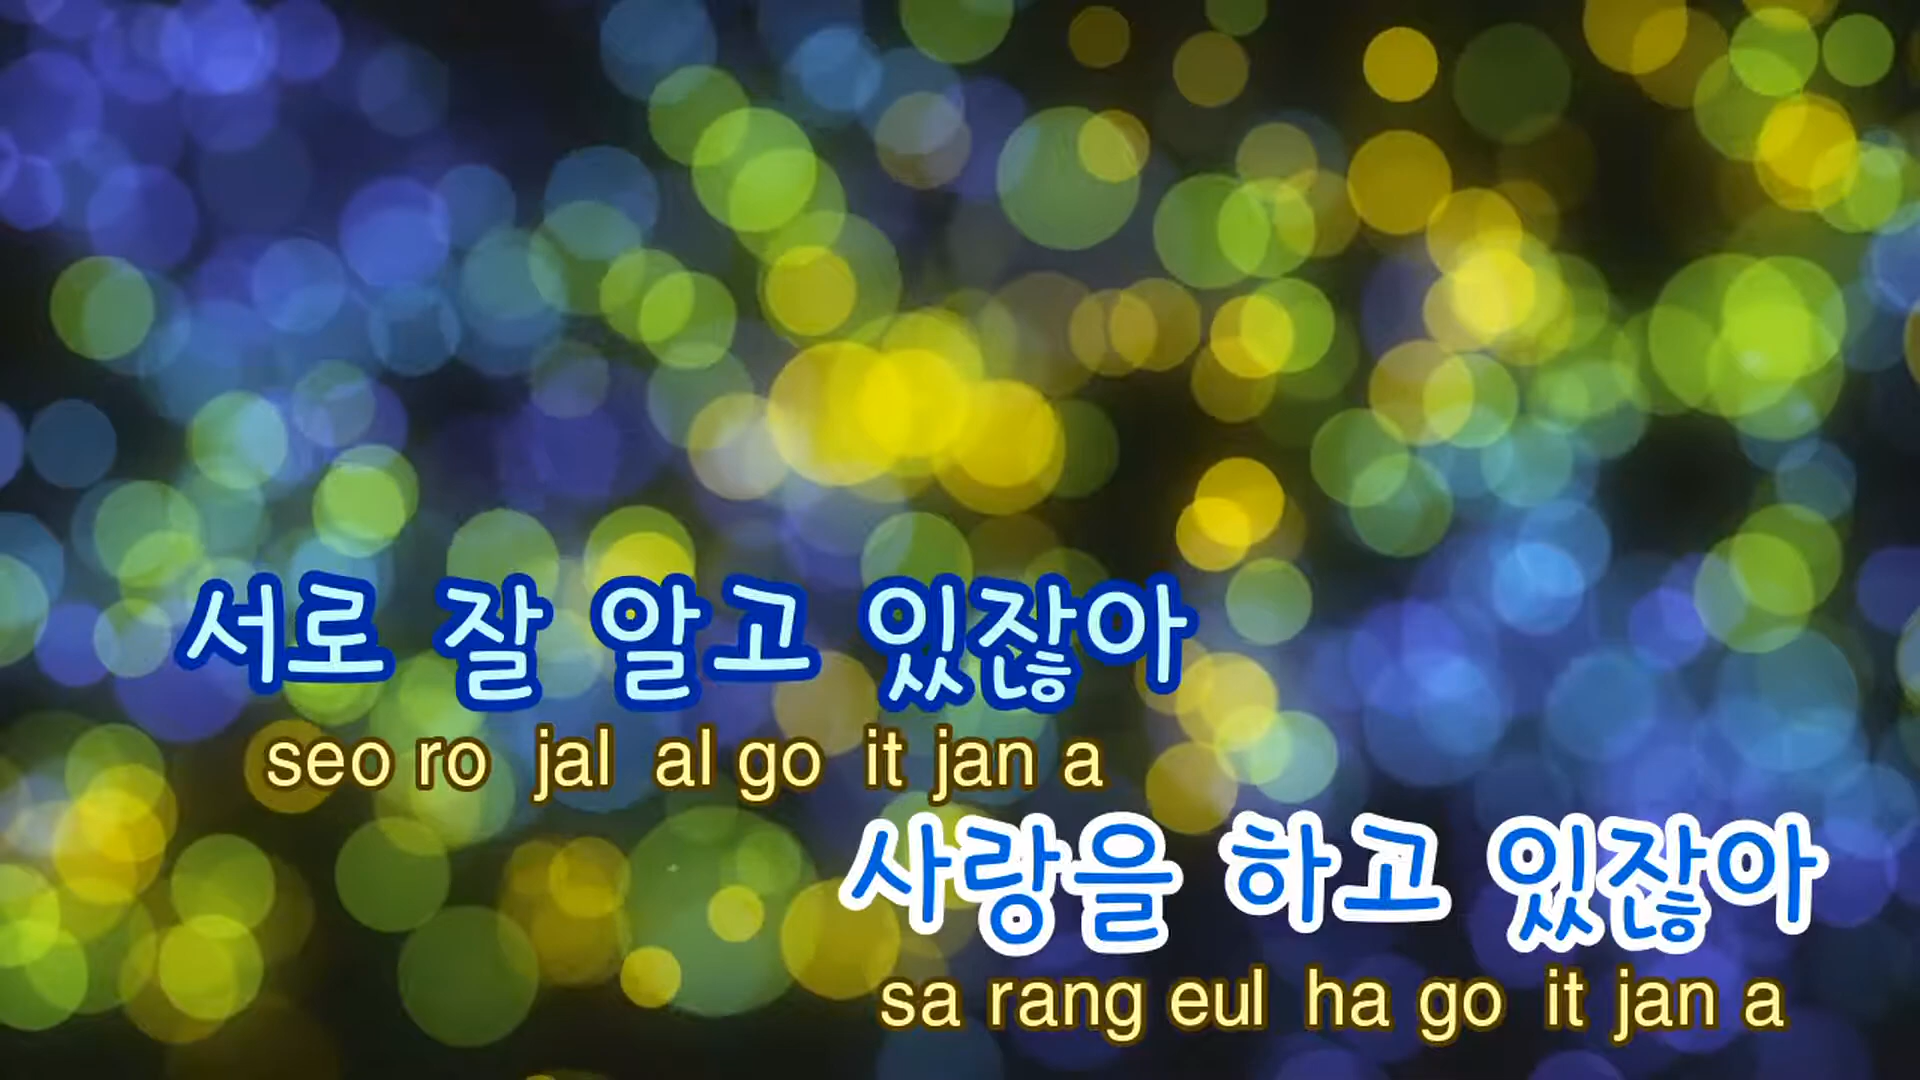 서로 잘 알고 있잖아
seo ro jal al go it jan a
사랑을 하고 있잖아
sa rang eul ha go it jan a